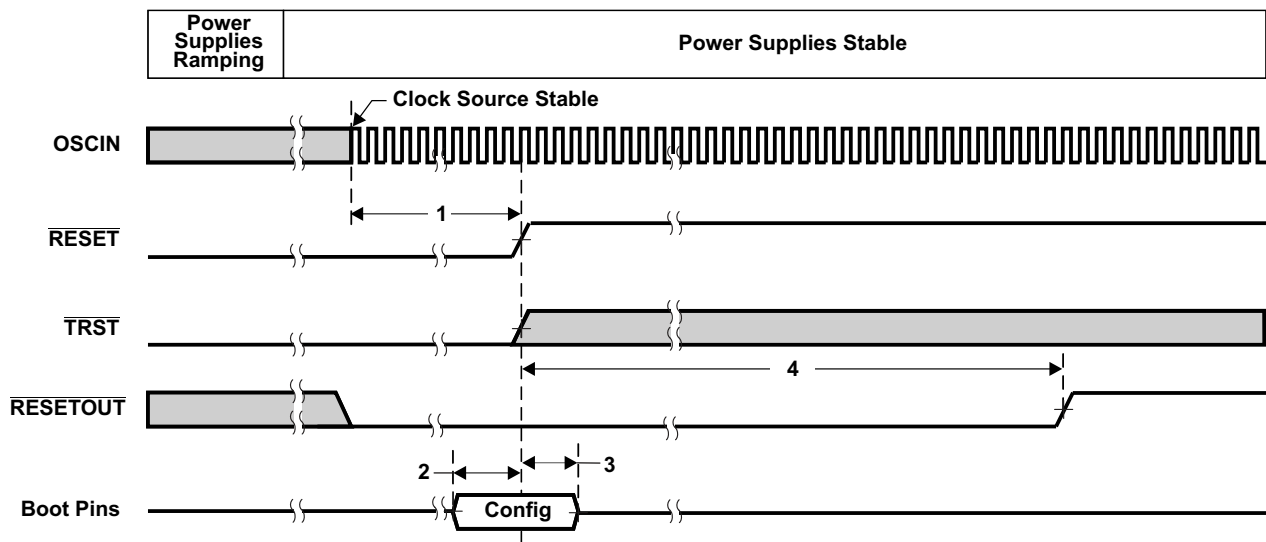 Power
Supplies
Ramping
Power Supplies Stable
Clock Source Stable
OSCIN
1
RESET
TRST
4
RESETOUT
2
3
Boot Pins
Config